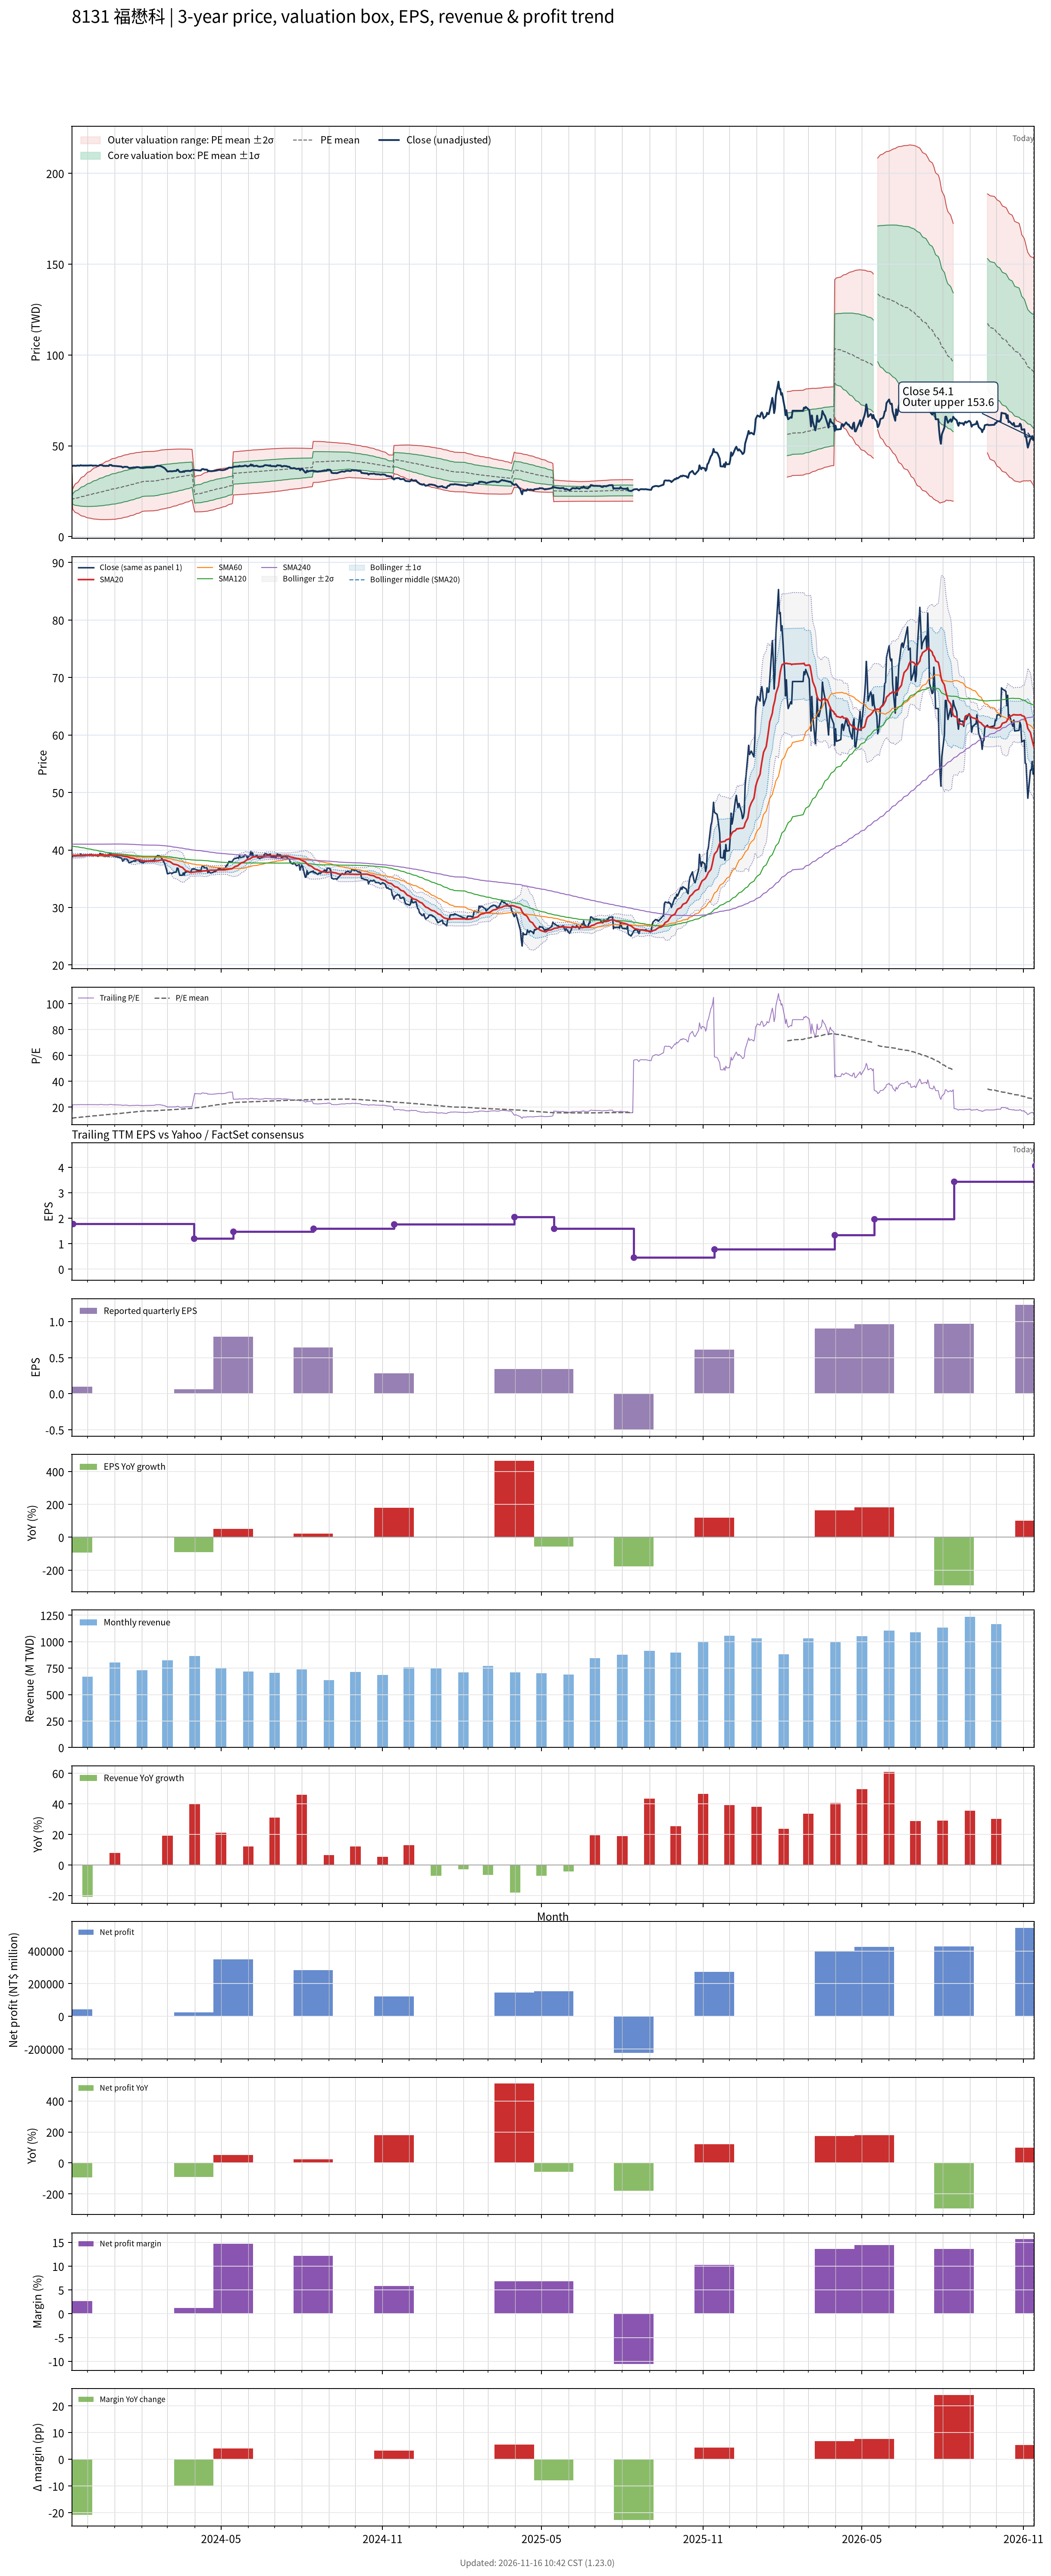 8131 福懋科 | 3-year price, valuation box, EPS, revenue & profit trend
Outer valuation range: PE mean ±2σ
PE mean
Close (unadjusted)
Core valuation box: PE mean ±1σ
Today
Price (TWD)
200
150
100
50
0
Close 54.1
Outer upper 153.6
Close (same as panel 1)
SMA60
SMA240
Bollinger ±1σ
SMA20
SMA120
Bollinger ±2σ
Bollinger middle (SMA20)
Price
90
80
70
60
50
40
30
20
Trailing P/E
P/E mean
P/E
100
80
60
40
20
Trailing TTM EPS vs Yahoo / FactSet consensus
Today
EPS
4
3
2
1
0
Reported quarterly EPS
EPS
1.0
0.5
0.0
-0.5
EPS YoY growth
YoY (%)
400
200
0
-200
Monthly revenue
Revenue (M TWD)
1250
1000
750
500
250
0
Revenue YoY growth
YoY (%)
60
40
20
0
-20
Month
Net profit
Net profit (NT$ million)
400000
200000
0
-200000
Net profit YoY
YoY (%)
400
200
0
-200
Net profit margin
Margin (%)
15
10
5
0
-5
-10
Margin YoY change
Δ margin (pp)
20
10
0
-10
-20
2024-05
2024-11
2025-05
2025-11
2026-05
2026-11
Updated: 2026-11-16 10:42 CST (1.23.0)